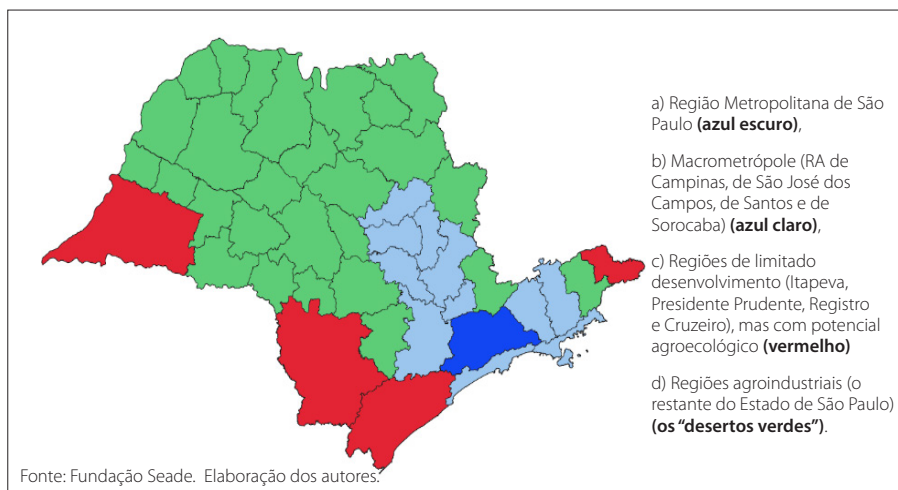 a) Região Metropolitana de São
Paulo (azul escuro),
b) Macrometrópole (RA de
Campinas, de São José dos
Campos, de Santos e de
Sorocaba) (azul claro),
c) Regiões de limitado
desenvolvimento (Itapeva,
Presidente Prudente, Registro
e Cruzeiro), mas com potencial
agroecológico (vermelho)
d) Regiões agroindustriais (o
restante do Estado de São Paulo)
(os “desertos verdes”).
Fonte: Fundação Seade. Elaboração dos autores.